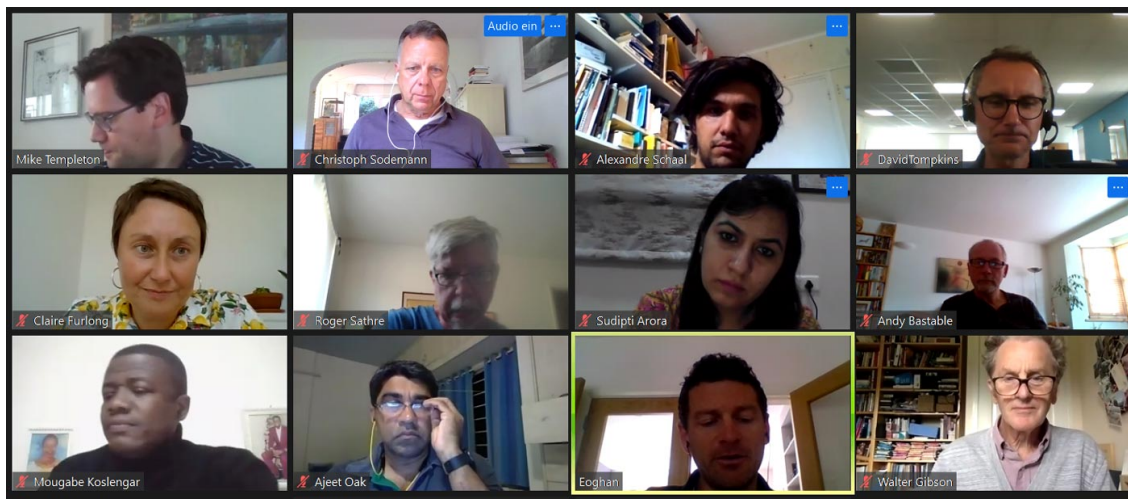 Audio ein
Mike Templeton
Christoph Sodemann
Alexandre Schaal
DavidTompkins
Claire Furlong
Roger Sathre
Sudipti Arora
Andy Bastable
Mougabe Koslengar
Ajeet Oak
Eoghan
Walter Gibson